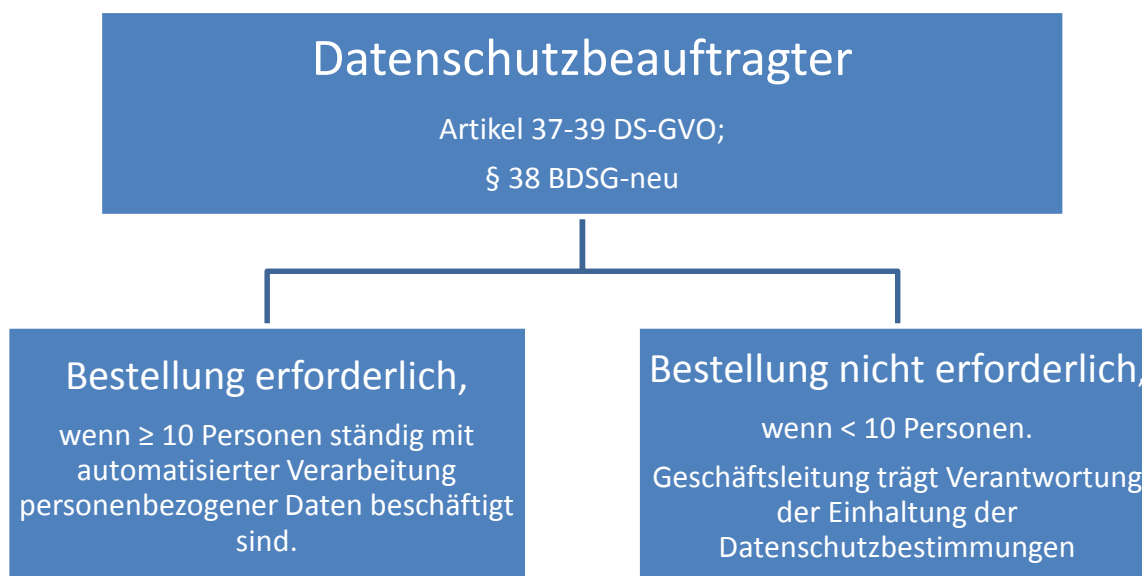 Datenschutzbeauftragter
Artikel 37-39 DS-GVO;
§ 38 BDSG-neu
Bestellung erforderlich,
wenn ≥ 10 Personen ständig mit
automatisierter Verarbeitung
personenbezogener Daten beschäftigt
sind.
Bestellung nicht erforderlich,
wenn < 10 Personen.
Geschäftsleitung trägt Verantwortung
der Einhaltung der
Datenschutzbestimmungen